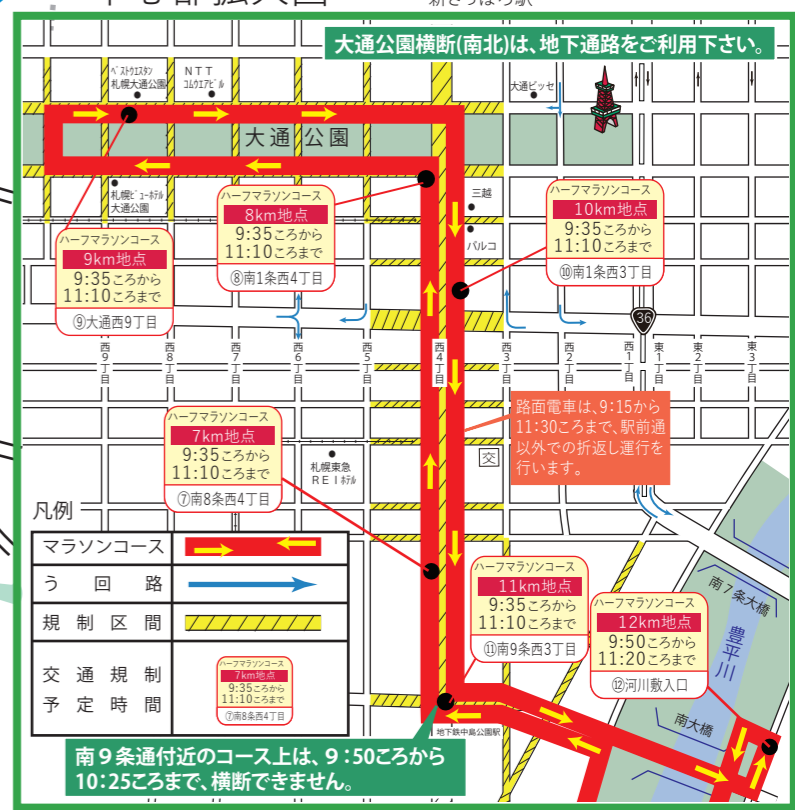 中心部拡大図
新さっぽろ駅
大通公園横断(南北)は、地下通路をご利用下さい。
ベストウエスタン
札幌大通公園
NTT
コムウエアビル
大通ビッセ
大通公園
札幌ビューホテル
大通公園
三越
パルコ
ハーフマラソンコース
8km地点
9:35ころから
11:10ころまで
⑧南1条西4丁目
ハーフマラソンコース
10km地点
9:35ころから
11:10ころまで
⑩南1条西3丁目
ハーフマラソンコース
9km地点
9:35ころから
11:10ころまで
⑨大通西9丁目
36
西9丁目
西8丁目
西7丁目
西6丁目
西5丁目
西4丁目
西3丁目
西2丁目
西1丁目
東1丁目
東2丁目
東3丁目
路面電車は、9:15から
11:30ころまで、駅前通
以外での折返し運行を
行います。
ハーフマラソンコース
7km地点
9:35ころから
11:10ころまで
⑦南8条西4丁目
札幌東急
REIホテル
交
凡例
マラソンコース
う回路
規制区間
交通規制
予定時間
ハーフマラソンコース
7km地点
9:35ころから
11:10ころまで
⑦南8条西4丁目
ハーフマラソンコース
11km地点
9:35ころから
11:10ころまで
⑪南9条西3丁目
ハーフマラソンコース
12km地点
9:50ころから
11:20ころまで
⑫河川敷入口
南7条大橋
豊平川
南大橋
地下鉄中島公園駅
南9条通付近のコース上は、9:50ころから
10:25ころまで、横断できません。